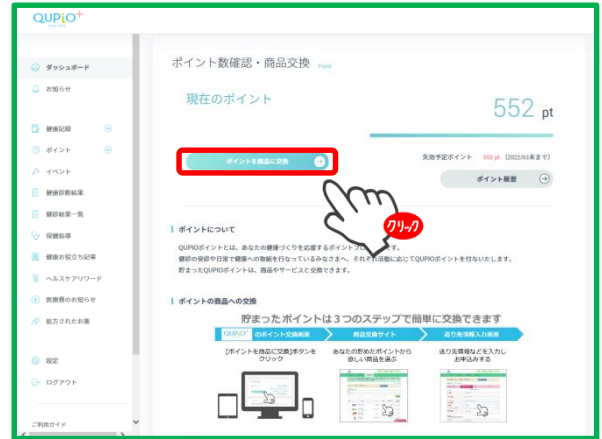 QUPiO+
ダッシュボード
お知らせ
健康記録
ポイント
イベント
健康診断結果
健診結果一覧
保健指導
健康お役立ち記事
ヘルスケアリワード
医療費のお知らせ
処方されたお薬
設定
ログアウト
ご利用ガイド
ポイント数確認・商品交換 Point
現在のポイント
552 pt
ポイントを商品に交換
失効予定ポイント 552 pt (2022/03末まで)
ポイント履歴
クリック
ポイントについて
QUPiOポイントとは、あなたの健康づくりを応援するポイントプロ です。
健診の受診や日常で健康への取組を行なっているみなさまへ、それぞれ活動に応じてQUPiOポイントを付ないたします。
貯まったQUPiOポイントは、商品やサービスと交換できます。
ポイントの商品への交換
貯まったポイントは3つのステップで簡単に交換できます
QUPiO+ のポイント交換画面
商品交換サイト
送り先情報入力画面
[ポイントを商品に交換]ボタンを
クリック
あなたの貯めたポイントから
欲しい商品を選ぶ
送り先情報などを入力し
お申込みする